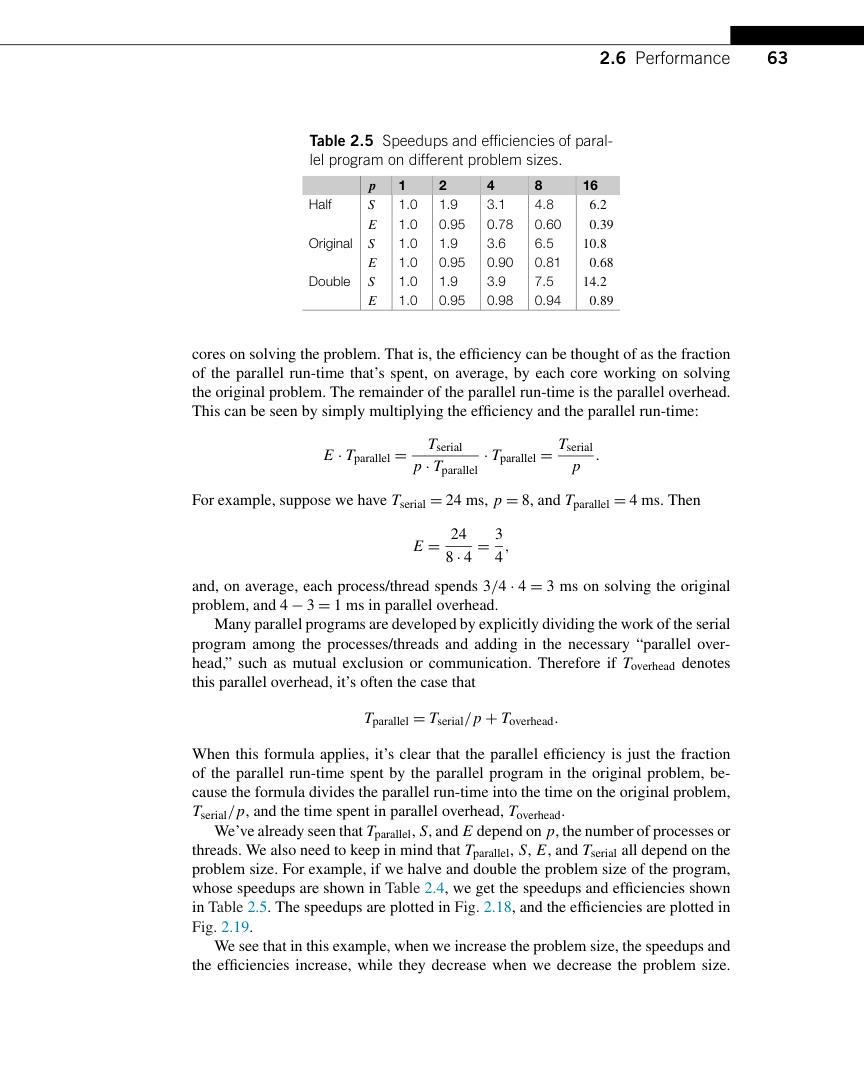 2.6 Performance 63
Table 2.5 Speedups and efficiencies of paral-
lel program on different problem sizes.
p 1 2 4 8 16
Half S 1.0 1.9 3.1 4.8 6.2
E 1.0 0.95 0.78 0.60 0.39
Original S 1.0 1.9 3.6 6.5 10.8
E 1.0 0.95 0.90 0.81 0.68
Double S 1.0 1.9 3.9 7.5 14.2
E 1.0 0.95 0.98 0.94 0.89
cores on solving the problem. That is, the efficiency can be thought of as the fraction
of the parallel run-time that’s spent, on average, by each core working on solving
the original problem. The remainder of the parallel run-time is the parallel overhead.
This can be seen by simply multiplying the efficiency and the parallel run-time:
E · Tparallel = Tserial / (p · Tparallel) · Tparallel = Tserial / p.
For example, suppose we have Tserial = 24 ms, p = 8, and Tparallel = 4 ms. Then
E = 24 / (8 · 4) = 3/4,
and, on average, each process/thread spends 3/4 · 4 = 3 ms on solving the original
problem, and 4 − 3 = 1 ms in parallel overhead.
Many parallel programs are developed by explicitly dividing the work of the serial
program among the processes/threads and adding in the necessary “parallel over-
head,” such as mutual exclusion or communication. Therefore if Toverhead denotes
this parallel overhead, it’s often the case that
Tparallel = Tserial/p + Toverhead.
When this formula applies, it’s clear that the parallel efficiency is just the fraction
of the parallel run-time spent by the parallel program in the original problem, be-
cause the formula divides the parallel run-time into the time on the original problem,
Tserial/p, and the time spent in parallel overhead, Toverhead.
We’ve already seen that Tparallel, S, and E depend on p, the number of processes or
threads. We also need to keep in mind that Tparallel, S, E, and Tserial all depend on the
problem size. For example, if we halve and double the problem size of the program,
whose speedups are shown in Table 2.4, we get the speedups and efficiencies shown
in Table 2.5. The speedups are plotted in Fig. 2.18, and the efficiencies are plotted in
Fig. 2.19.
We see that in this example, when we increase the problem size, the speedups and
the efficiencies increase, while they decrease when we decrease the problem size.